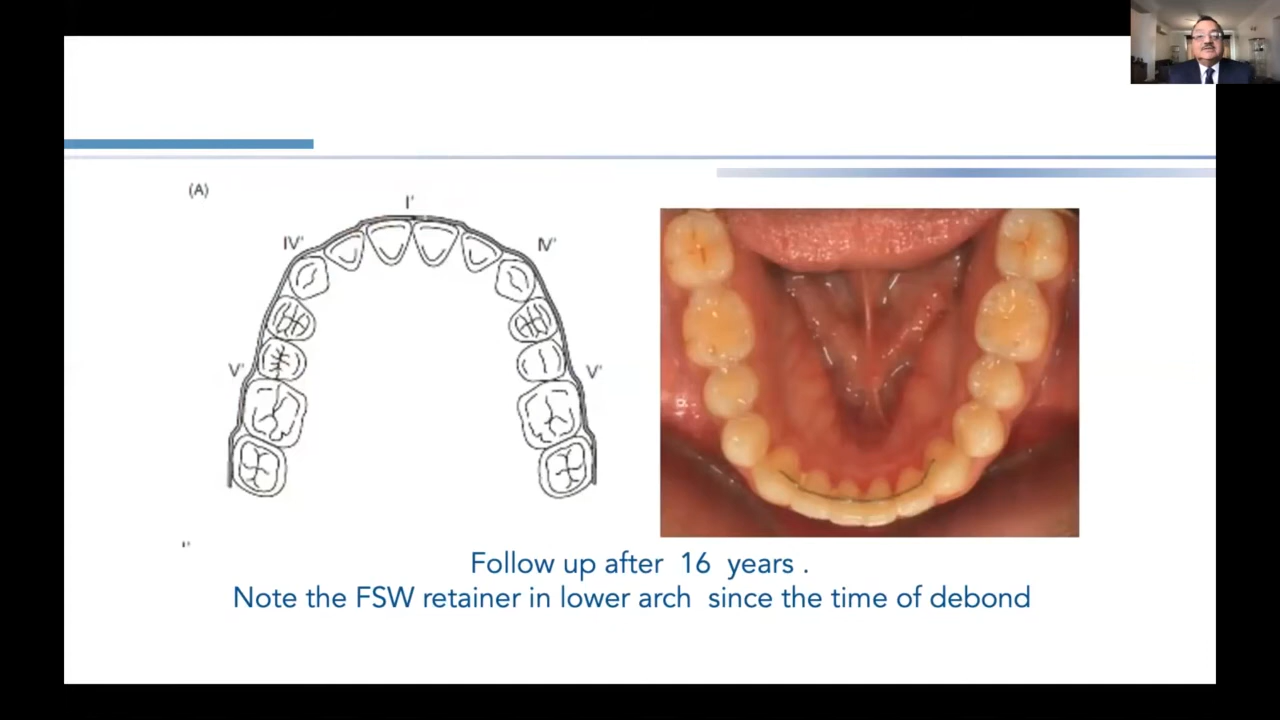 (A)
I'
IV' IV'
V' V'
I'
Follow up after 16 years .
Note the FSW retainer in lower arch since the time of debond